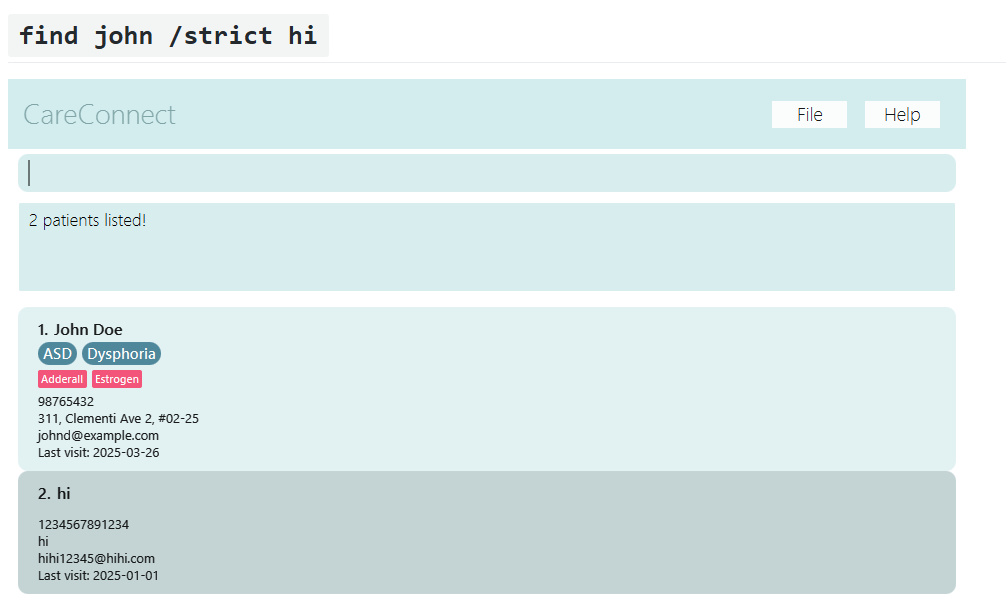 find john /strict hi
CareConnect
File Help
2 patients listed!
1. John Doe
ASD Dysphoria
Adderall Estrogen
98765432
311, Clementi Ave 2, #02-25
johnd@example.com
Last visit: 2025-03-26
2. hi
1234567891234
hi
hihi12345@hihi.com
Last visit: 2025-01-01